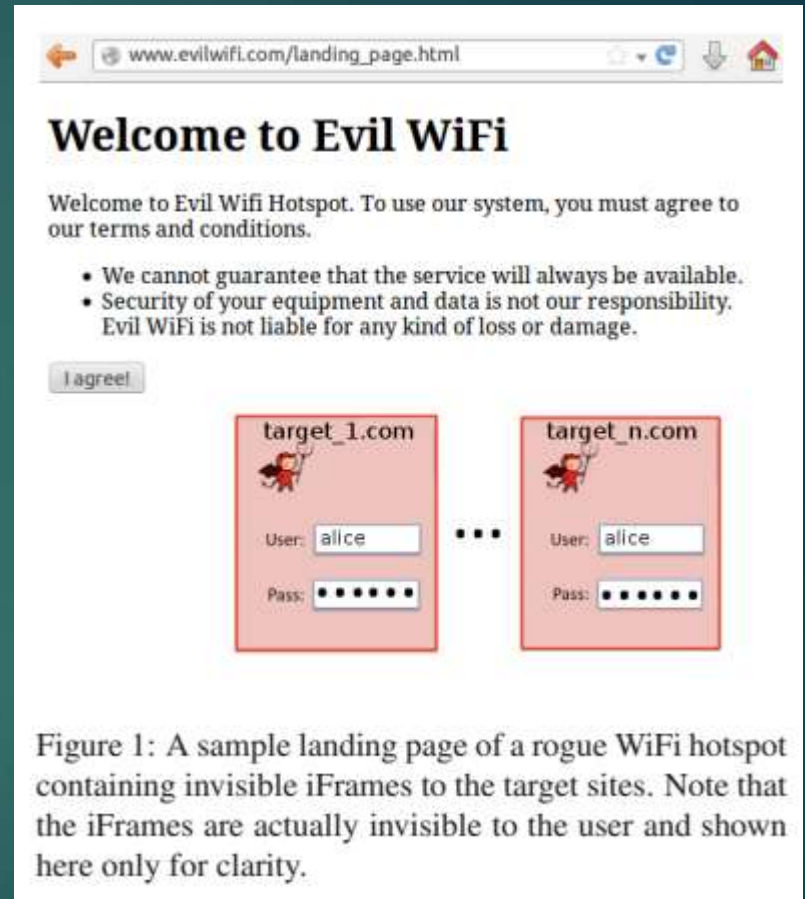 www.evilwifi.com/landing_page.html
Welcome to Evil WiFi
Welcome to Evil Wifi Hotspot. To use our system, you must agree to
our terms and conditions.
• We cannot guarantee that the service will always be available.
• Security of your equipment and data is not our responsibility.
Evil WiFi is not liable for any kind of loss or damage.
I agree!
target_1.com
User: alice
Pass: ••••••
...
target_n.com
User: alice
Pass: ••••••
Figure 1: A sample landing page of a rogue WiFi hotspot
containing invisible iFrames to the target sites. Note that
the iFrames are actually invisible to the user and shown
here only for clarity.